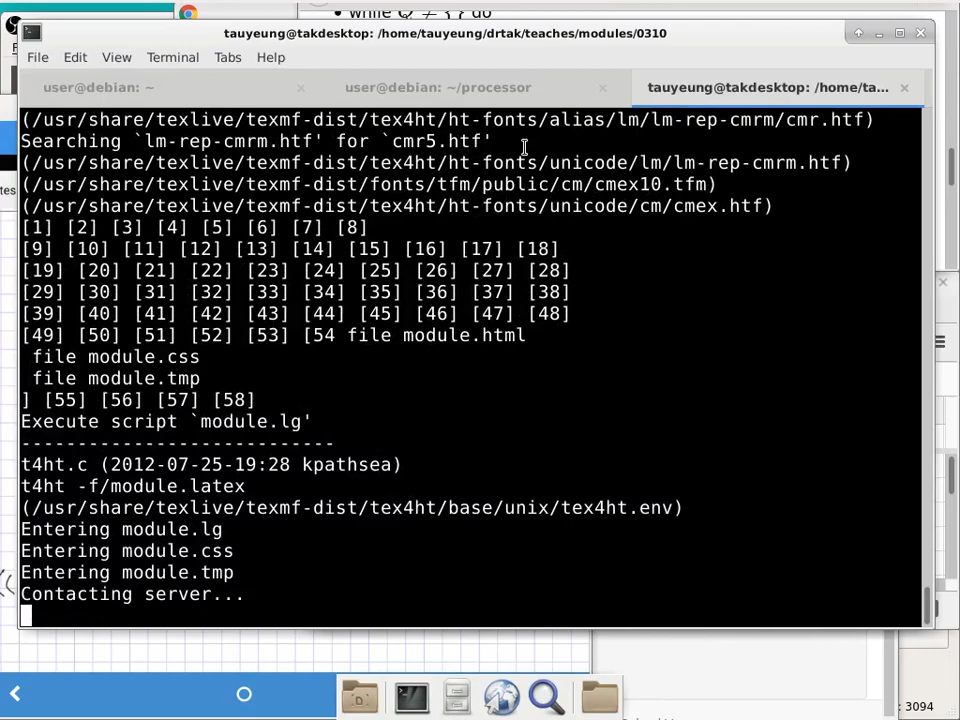 while Q ≠ { } do
tauyeung@takdesktop: /home/tauyeung/drtak/teaches/modules/0310
File Edit View Terminal Tabs Help
user@debian: ~ user@debian: ~/processor tauyeung@takdesktop: /home/ta...
(/usr/share/texlive/texmf-dist/tex4ht/ht-fonts/alias/lm/lm-rep-cmrm/cmr.htf)
Searching `lm-rep-cmrm.htf' for `cmr5.htf'
(/usr/share/texlive/texmf-dist/tex4ht/ht-fonts/unicode/lm/lm-rep-cmrm.htf)
(/usr/share/texlive/texmf-dist/fonts/tfm/public/cm/cmex10.tfm)
(/usr/share/texlive/texmf-dist/tex4ht/ht-fonts/unicode/cm/cmex.htf)
[1] [2] [3] [4] [5] [6] [7] [8]
[9] [10] [11] [12] [13] [14] [15] [16] [17] [18]
[19] [20] [21] [22] [23] [24] [25] [26] [27] [28]
[29] [30] [31] [32] [33] [34] [35] [36] [37] [38]
[39] [40] [41] [42] [43] [44] [45] [46] [47] [48]
[49] [50] [51] [52] [53] [54 file module.html
file module.css
file module.tmp
] [55] [56] [57] [58]
Execute script `module.lg'
----------------------------
t4ht.c (2012-07-25-19:28 kpathsea)
t4ht -f/module.latex
(/usr/share/texlive/texmf-dist/tex4ht/base/unix/tex4ht.env)
Entering module.lg
Entering module.css
Entering module.tmp
Contacting server...
: 3094